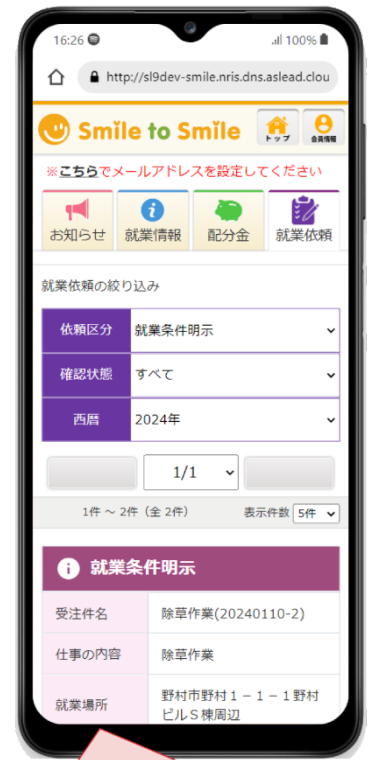 16:26 100%
http://sl9dev-smile.nris.dns.aslead.clou
Smile to Smile トップ 会員情報
※こちらでメールアドレスを設定してください
お知らせ 就業情報 配分金 就業依頼
就業依頼の絞り込み
依頼区分 就業条件明示
確認状態 すべて
西暦 2024年
1/1
1件 ～ 2件（全 2件） 表示件数 5件
就業条件明示
受注件名 除草作業(20240110-2)
仕事の内容 除草作業
就業場所 野村市野村１－１－１野村
ビルＳ棟周辺